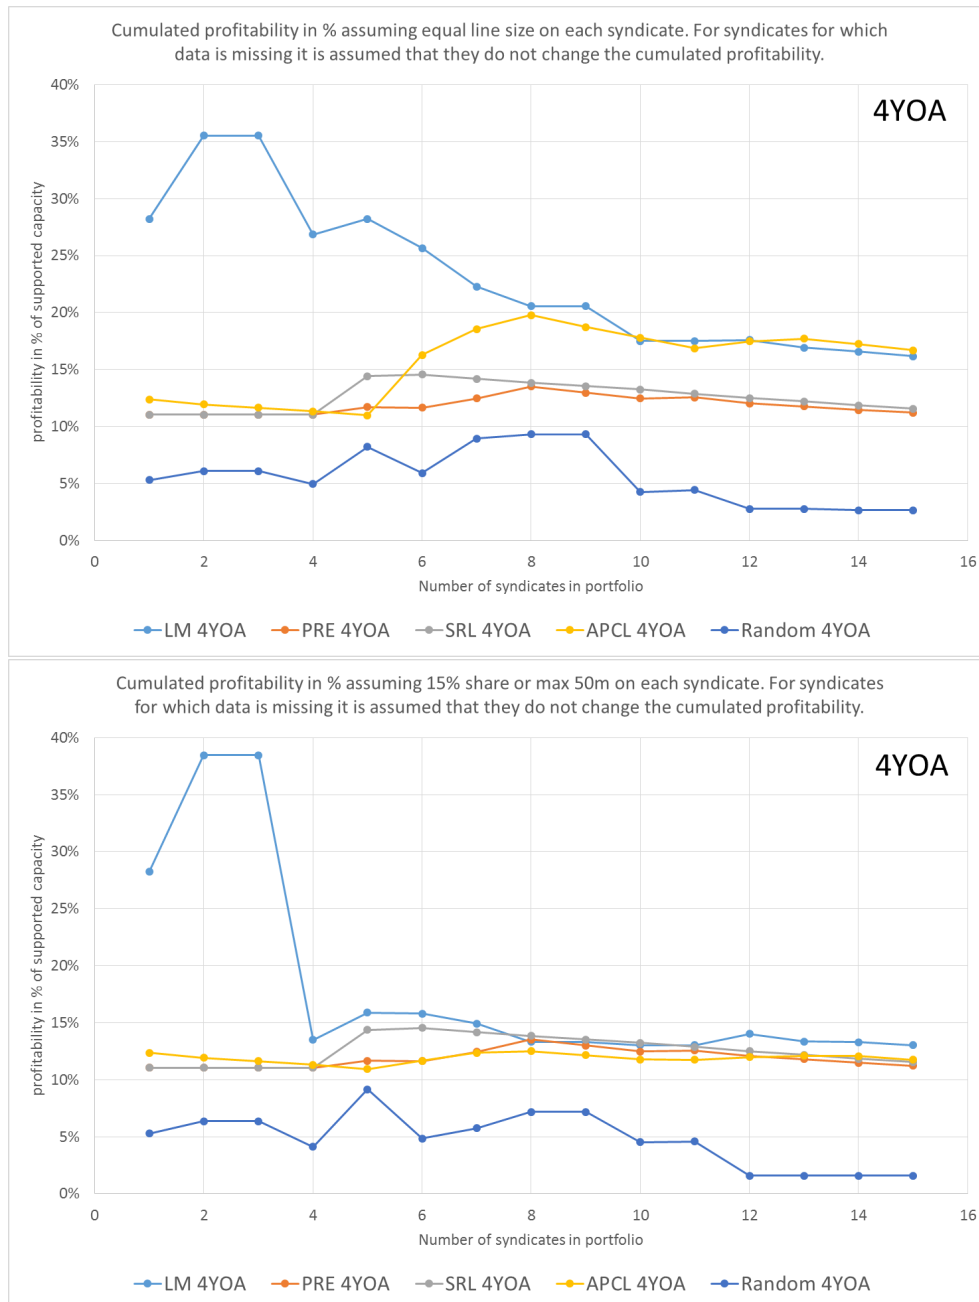 Cumulated profitability in % assuming equal line size on each syndicate. For syndicates for which
data is missing it is assumed that they do not change the cumulated profitability.
4YOA
profitability in % of supported capacity
40%
35%
30%
25%
20%
15%
10%
5%
0%
0 2 4 6 8 10 12 14 16
Number of syndicates in portfolio
LM 4YOA PRE 4YOA SRL 4YOA APCL 4YOA Random 4YOA
Cumulated profitability in % assuming 15% share or max 50m on each syndicate. For syndicates
for which data is missing it is assumed that they do not change the cumulated profitability.
4YOA
profitability in % of supported capacity
40%
35%
30%
25%
20%
15%
10%
5%
0%
0 2 4 6 8 10 12 14 16
Number of syndicates in portfolio
LM 4YOA PRE 4YOA SRL 4YOA APCL 4YOA Random 4YOA